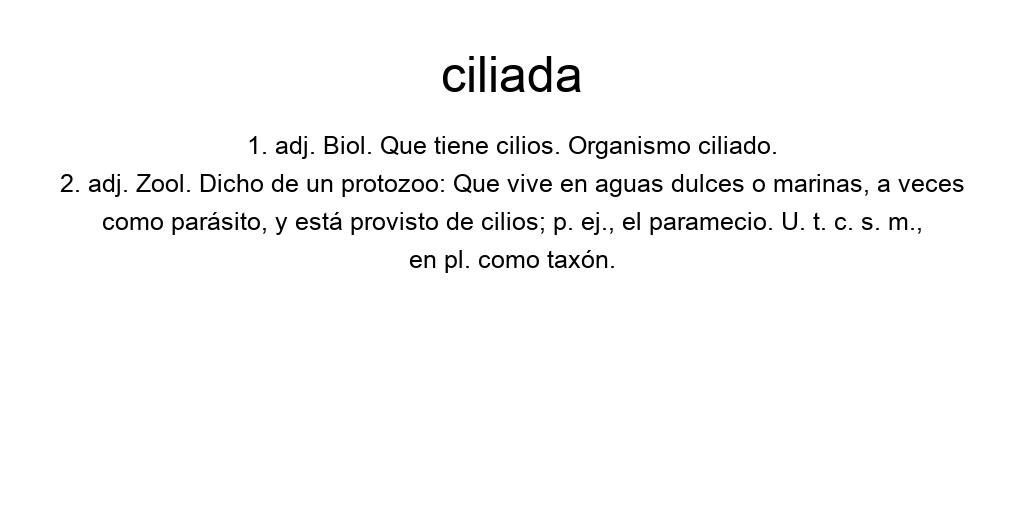 ciliada
1. adj. Biol. Que tiene cilios. Organismo ciliado.
2. adj. Zool. Dicho de un protozoo: Que vive en aguas dulces o marinas, a veces
como parásito, y está provisto de cilios; p. ej., el paramecio. U. t. c. s. m.,
en pl. como taxón.